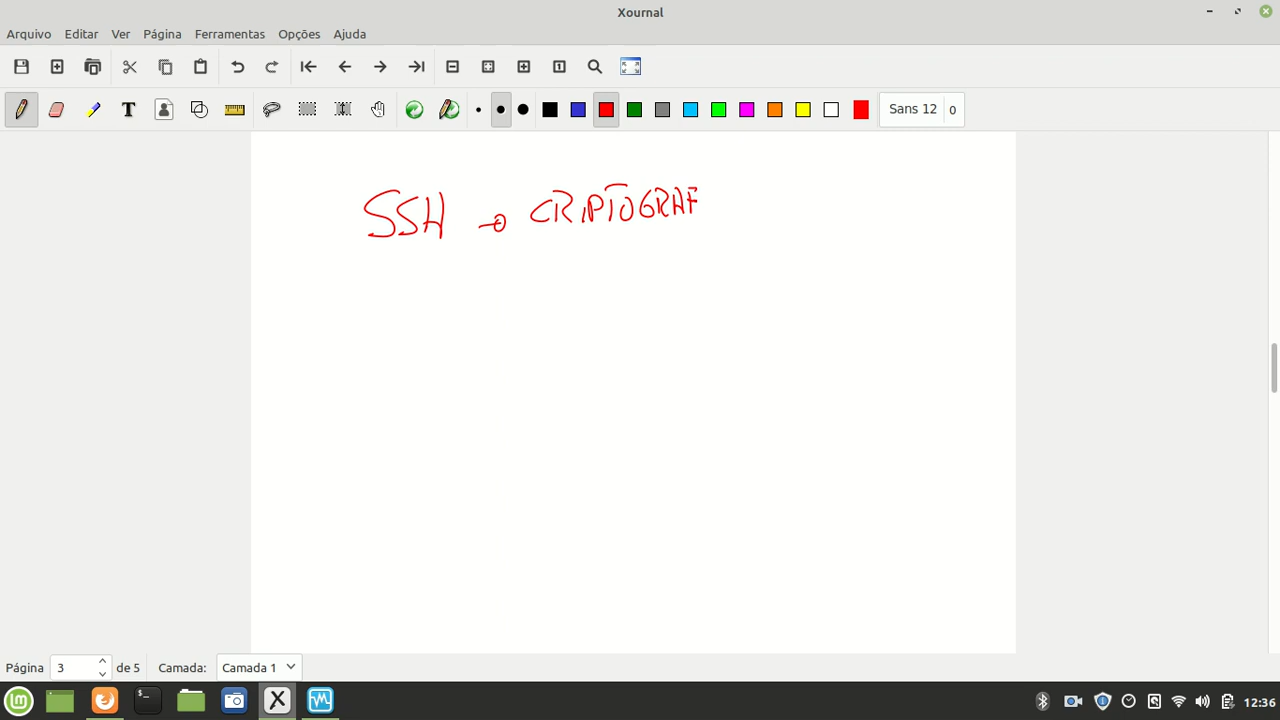 Xournal
Arquivo Editar Ver Página Ferramentas Opções Ajuda
Sans 12 0
SSH → CRIPTOGRAF
Página 3 de 5 Camada: Camada 1
12:36